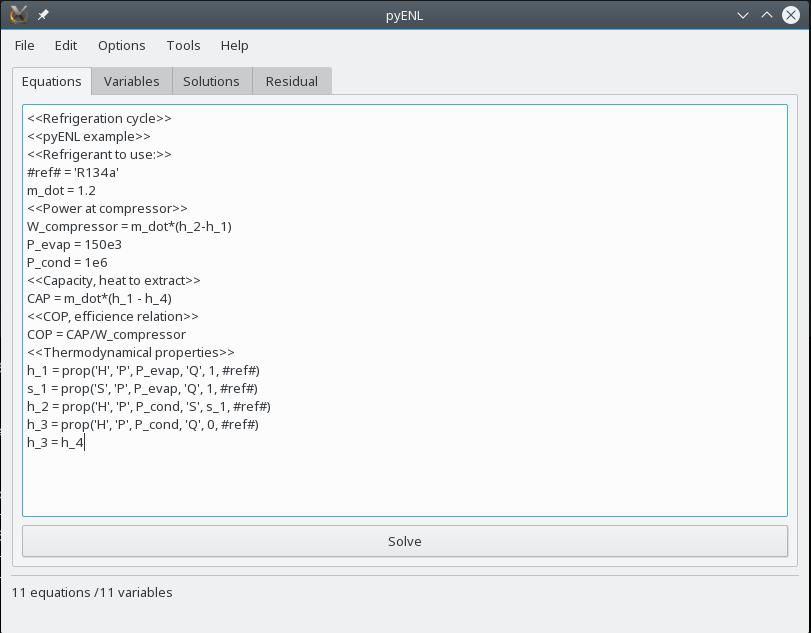 pyENL
File Edit Options Tools Help
Equations Variables Solutions Residual
<<Refrigeration cycle>>
<<pyENL example>>
<<Refrigerant to use:>>
#ref# = 'R134a'
m_dot = 1.2
<<Power at compressor>>
W_compressor = m_dot*(h_2-h_1)
P_evap = 150e3
P_cond = 1e6
<<Capacity, heat to extract>>
CAP = m_dot*(h_1 - h_4)
<<COP, efficience relation>>
COP = CAP/W_compressor
<<Thermodynamical properties>>
h_1 = prop('H', 'P', P_evap, 'Q', 1, #ref#)
s_1 = prop('S', 'P', P_evap, 'Q', 1, #ref#)
h_2 = prop('H', 'P', P_cond, 'S', s_1, #ref#)
h_3 = prop('H', 'P', P_cond, 'Q', 0, #ref#)
h_3 = h_4
Solve
11 equations /11 variables